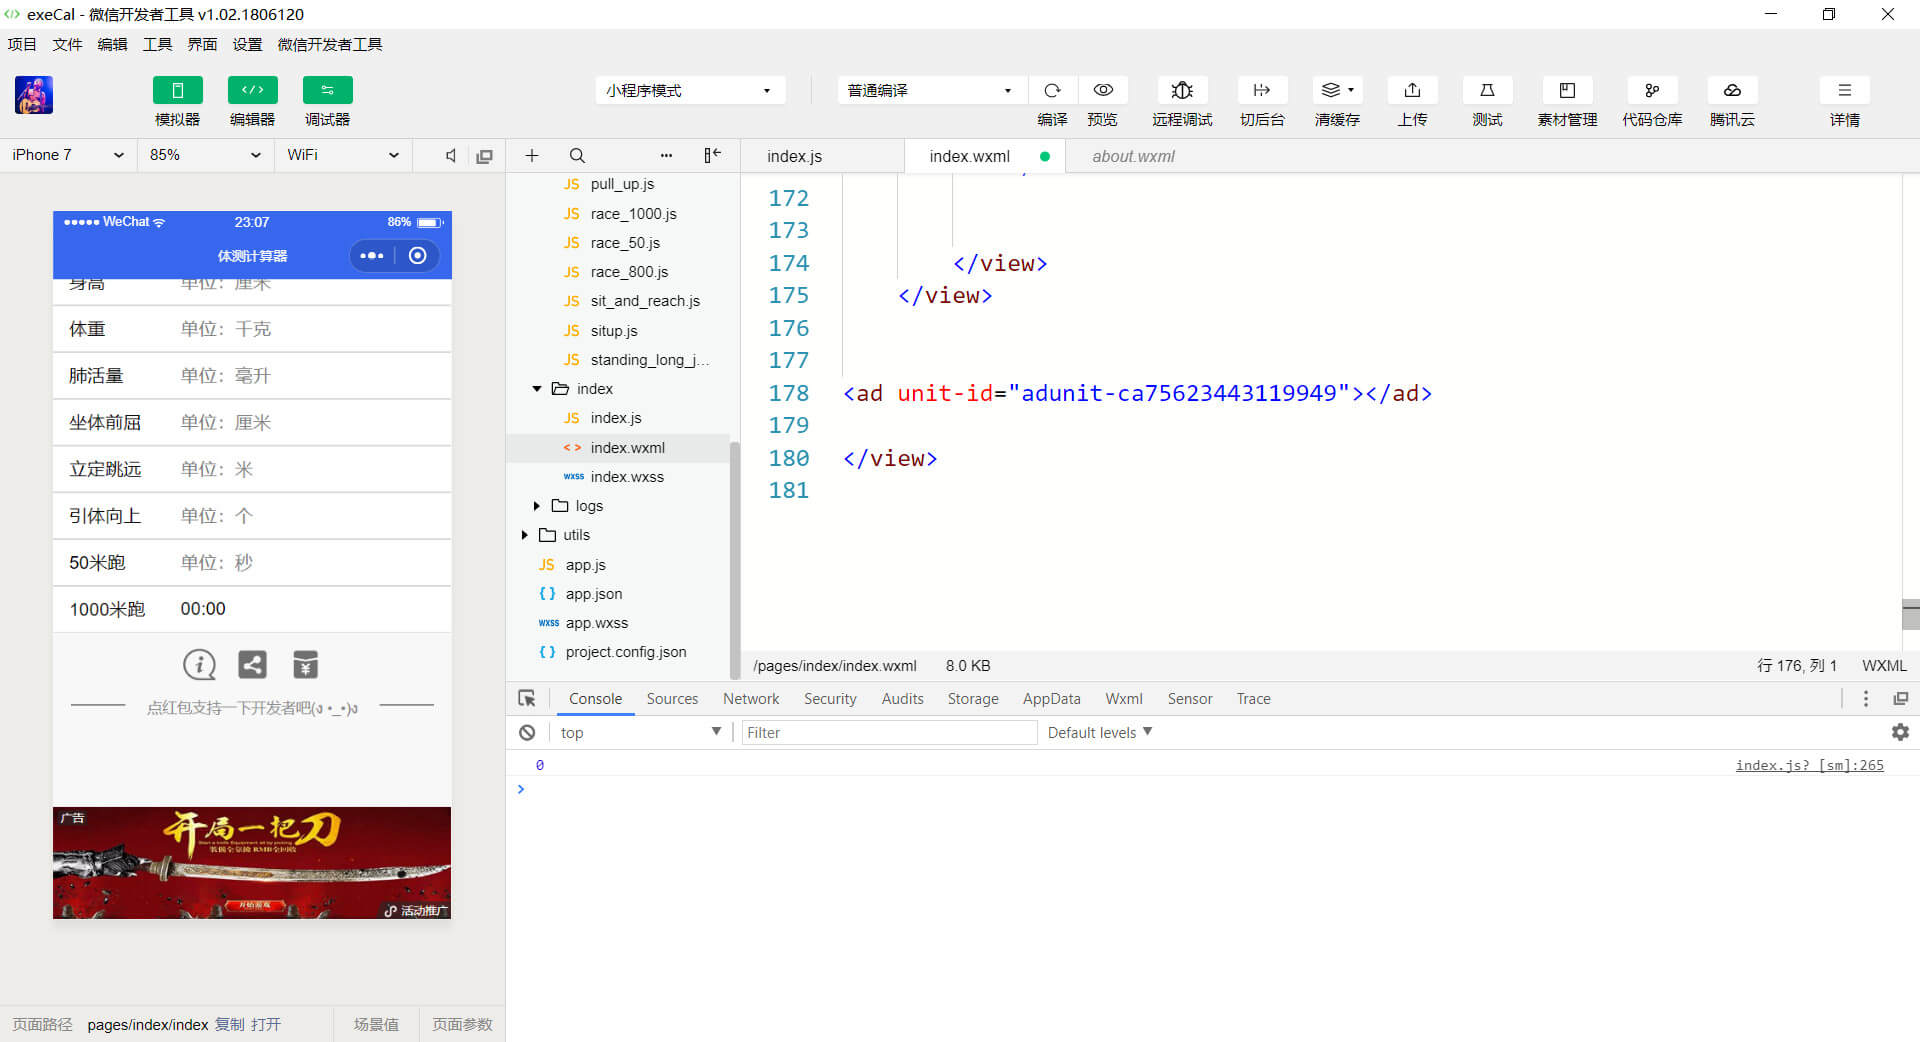 exeCal - 微信开发者工具 v1.02.1806120
项目 文件 编辑 工具 界面 设置 微信开发者工具
模拟器 编辑器 调试器
小程序模式 普通编译
编译 预览 远程调试 切后台 清缓存 上传 测试 素材管理 代码仓库 腾讯云 详情
iPhone 7 85% WiFi
WeChat 23:07 86%
体测计算器
身高 单位：厘米
体重 单位：千克
肺活量 单位：毫升
坐体前屈 单位：厘米
立定跳远 单位：米
引体向上 单位：个
50米跑 单位：秒
1000米跑 00:00
点红包支持一下开发者吧(ง •_•)ง
广告
开局一把刀
开始游戏
活动推广
页面路径 pages/index/index 复制 打开 场景值 页面参数
pull_up.js
race_1000.js
race_50.js
race_800.js
sit_and_reach.js
situp.js
standing_long_j...
index
index.js
index.wxml
index.wxss
logs
utils
app.js
app.json
app.wxss
project.config.json
JS
JS
JS
JS
JS
JS
JS
JS
< >
wxss
JS
{ }
wxss
{ }
index.js index.wxml about.wxml
172
173
174 </view>
175 </view>
176
177
178 <ad unit-id="adunit-ca75623443119949"></ad>
179
180 </view>
181
/pages/index/index.wxml 8.0 KB 行 176, 列 1 WXML
Console Sources Network Security Audits Storage AppData Wxml Sensor Trace
top Filter Default levels
0 index.js? [sm]:265